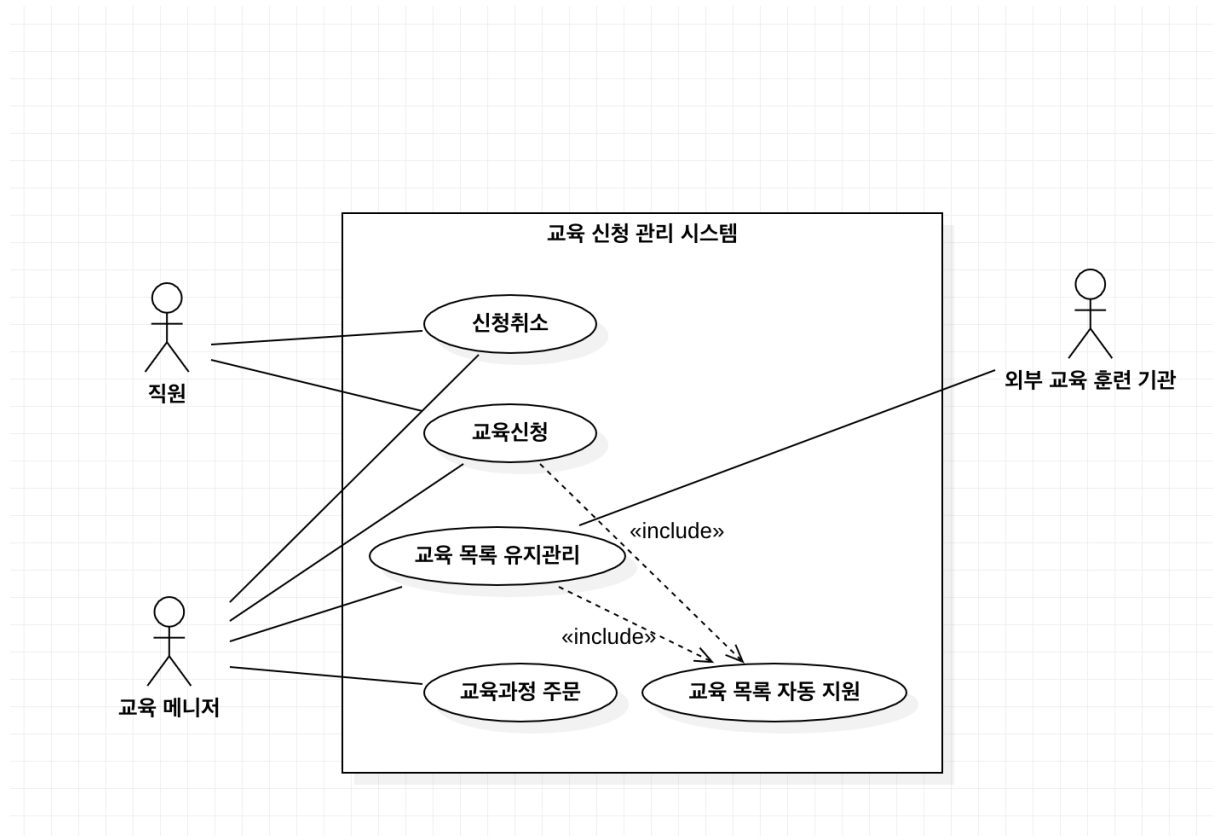 교육 신청 관리 시스템
신청취소
직원
외부 교육 훈련 기관
교육신청
«include»
교육 목록 유지관리
«include»
교육 메니저
교육과정 주문
교육 목록 자동 지원